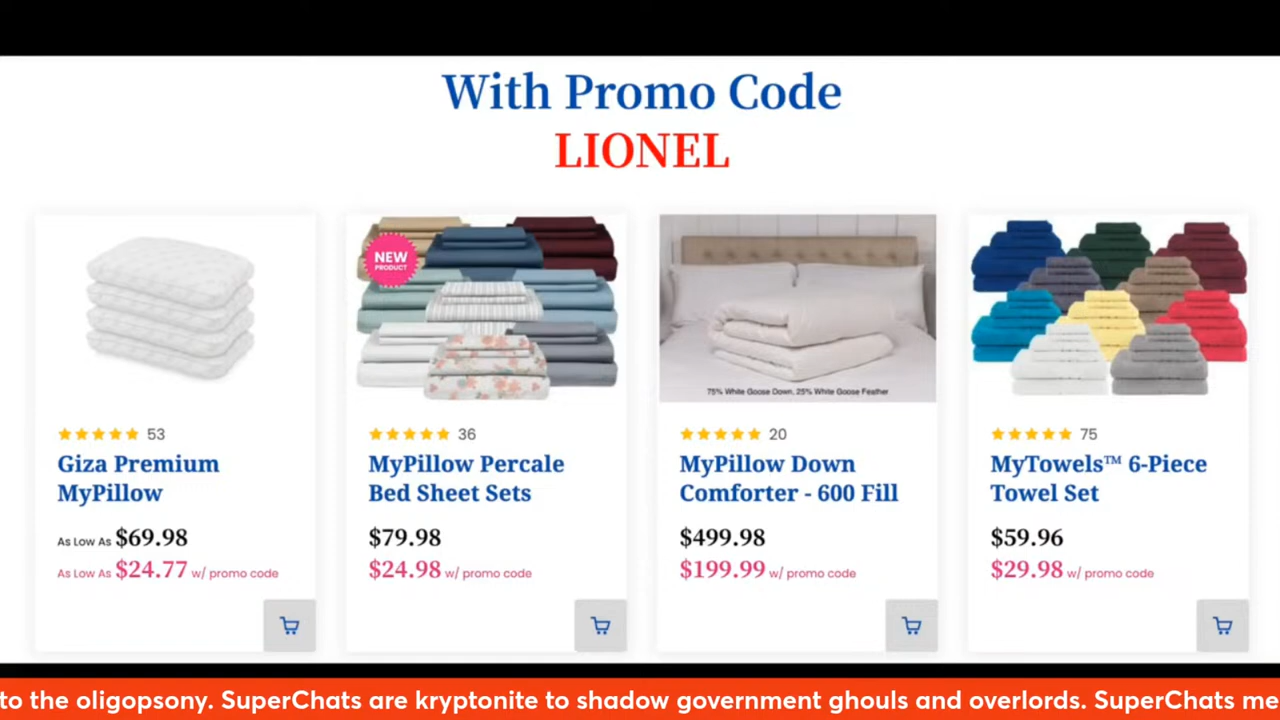 With Promo Code
LIONEL
NEW
PRODUCT
75% White Goose Down, 25% White Goose Feather
53
Giza Premium
MyPillow
As Low As $69.98
As Low As $24.77 w/ promo code
36
MyPillow Percale
Bed Sheet Sets
$79.98
$24.98 w/ promo code
20
MyPillow Down
Comforter - 600 Fill
$499.98
$199.99 w/ promo code
75
MyTowels™ 6-Piece
Towel Set
$59.96
$29.98 w/ promo code
to the oligopsony. SuperChats are kryptonite to shadow government ghouls and overlords. SuperChats me